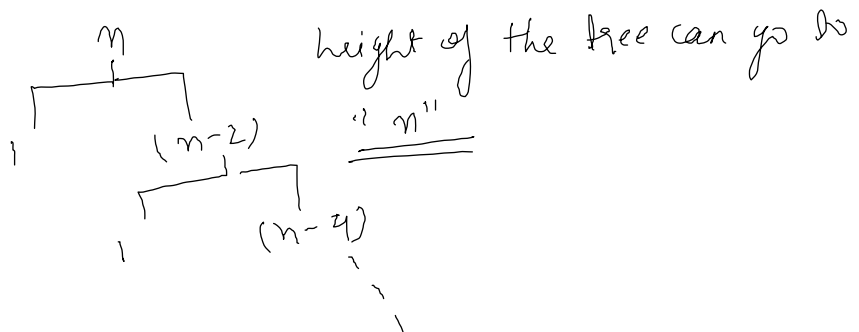 n
height of the tree can go to
"n"
1
(n-2)
1
(n-4)